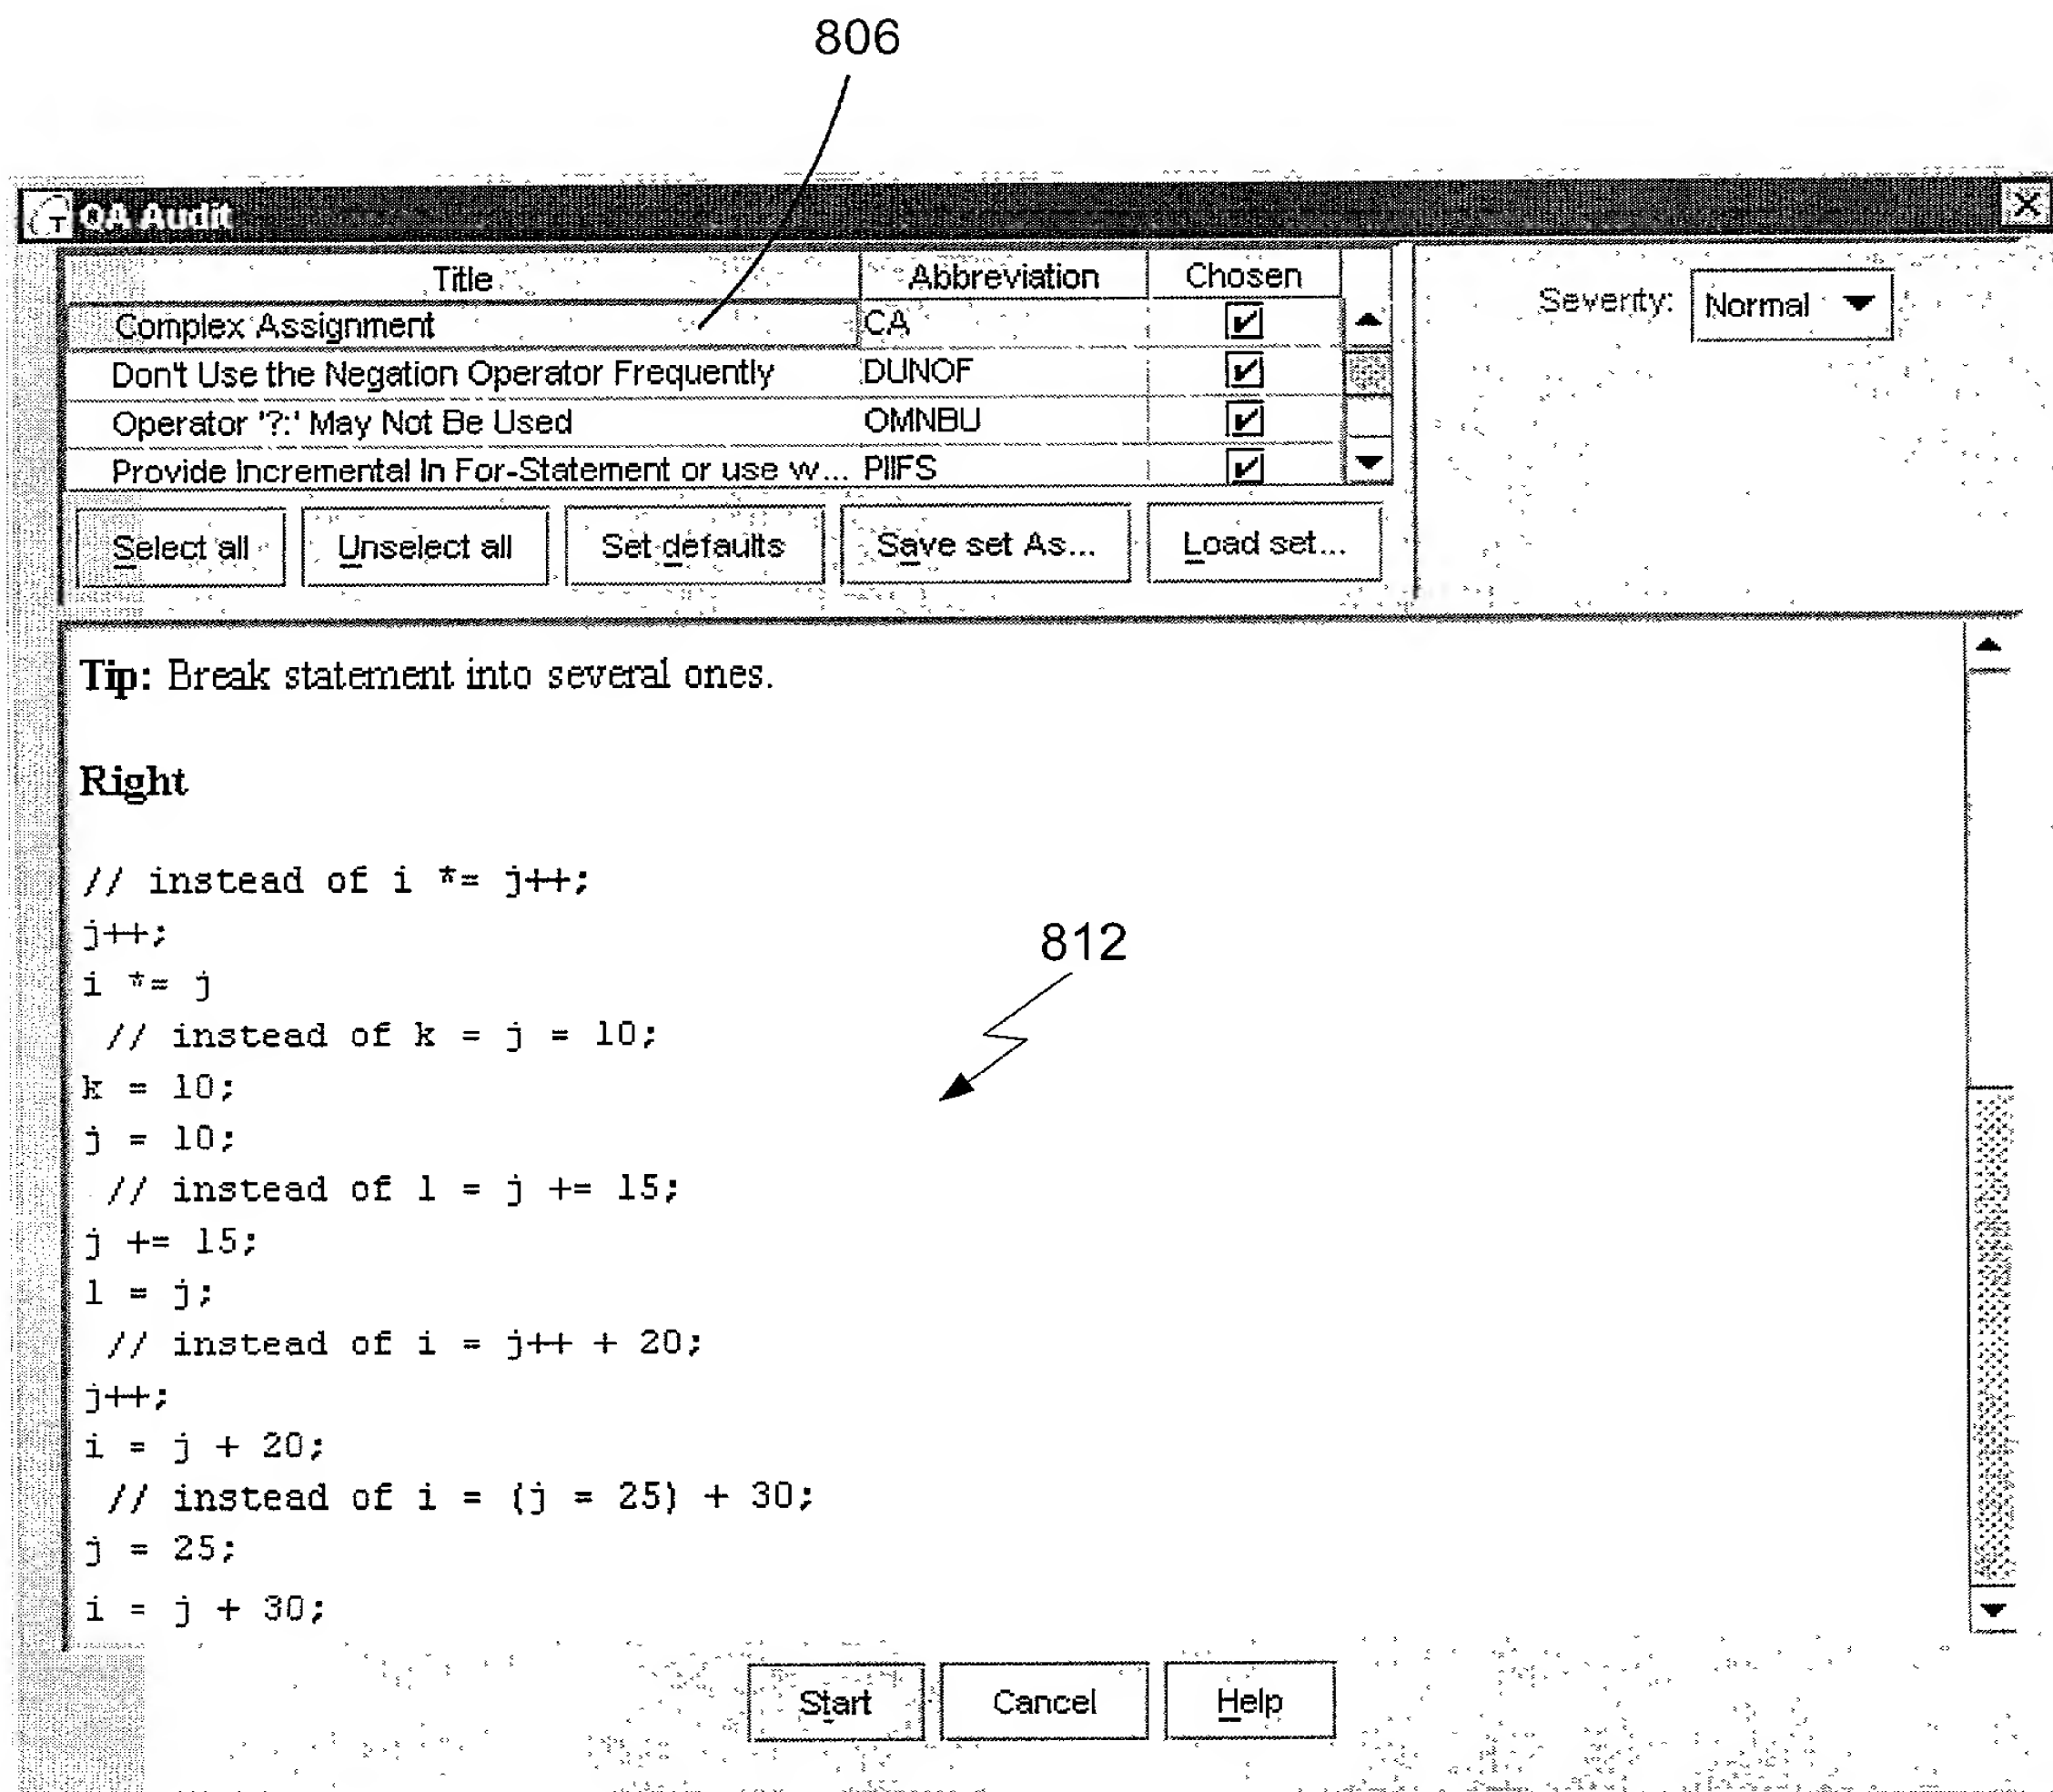 806
QA Audit
Title Abbreviation Chosen
Complex Assignment CA
Don't Use the Negation Operator Frequently DUNOF
Operator '?:' May Not Be Used OMNBU
Provide Incremental In For-Statement or use w... PIIFS
Severity: Normal
Select all Unselect all Set defaults Save set As... Load set...
Tip: Break statement into several ones.
Right
// instead of i *= j++;
j++;
i *= j
// instead of k = j = 10;
k = 10;
j = 10;
// instead of l = j += 15;
j += 15;
l = j;
// instead of i = j++ + 20;
j++;
i = j + 20;
// instead of i = (j = 25) + 30;
j = 25;
i = j + 30;
812
Start Cancel Help